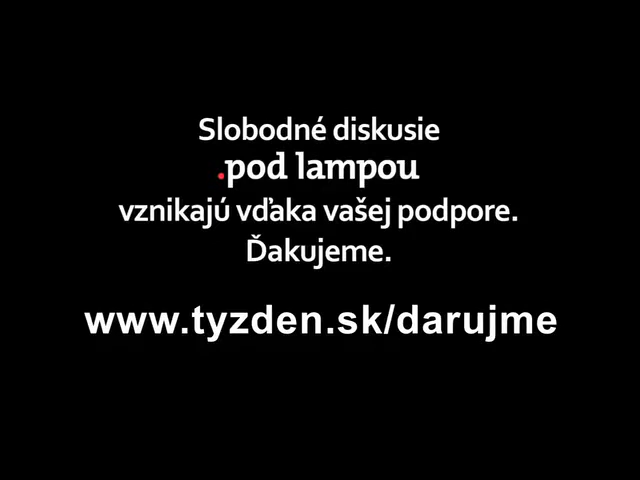 Slobodné diskusie
.pod lampou
vznikajú vďaka vašej podpore.
Ďakujeme.
www.tyzden.sk/darujme